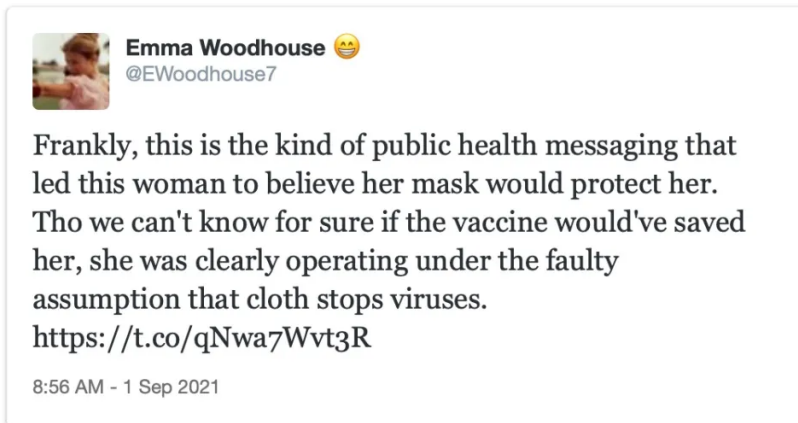 Emma Woodhouse 😁
@EWoodhouse7
Frankly, this is the kind of public health messaging that
led this woman to believe her mask would protect her.
Tho we can't know for sure if the vaccine would've saved
her, she was clearly operating under the faulty
assumption that cloth stops viruses.
https://t.co/qNwa7Wvt3R
8:56 AM - 1 Sep 2021